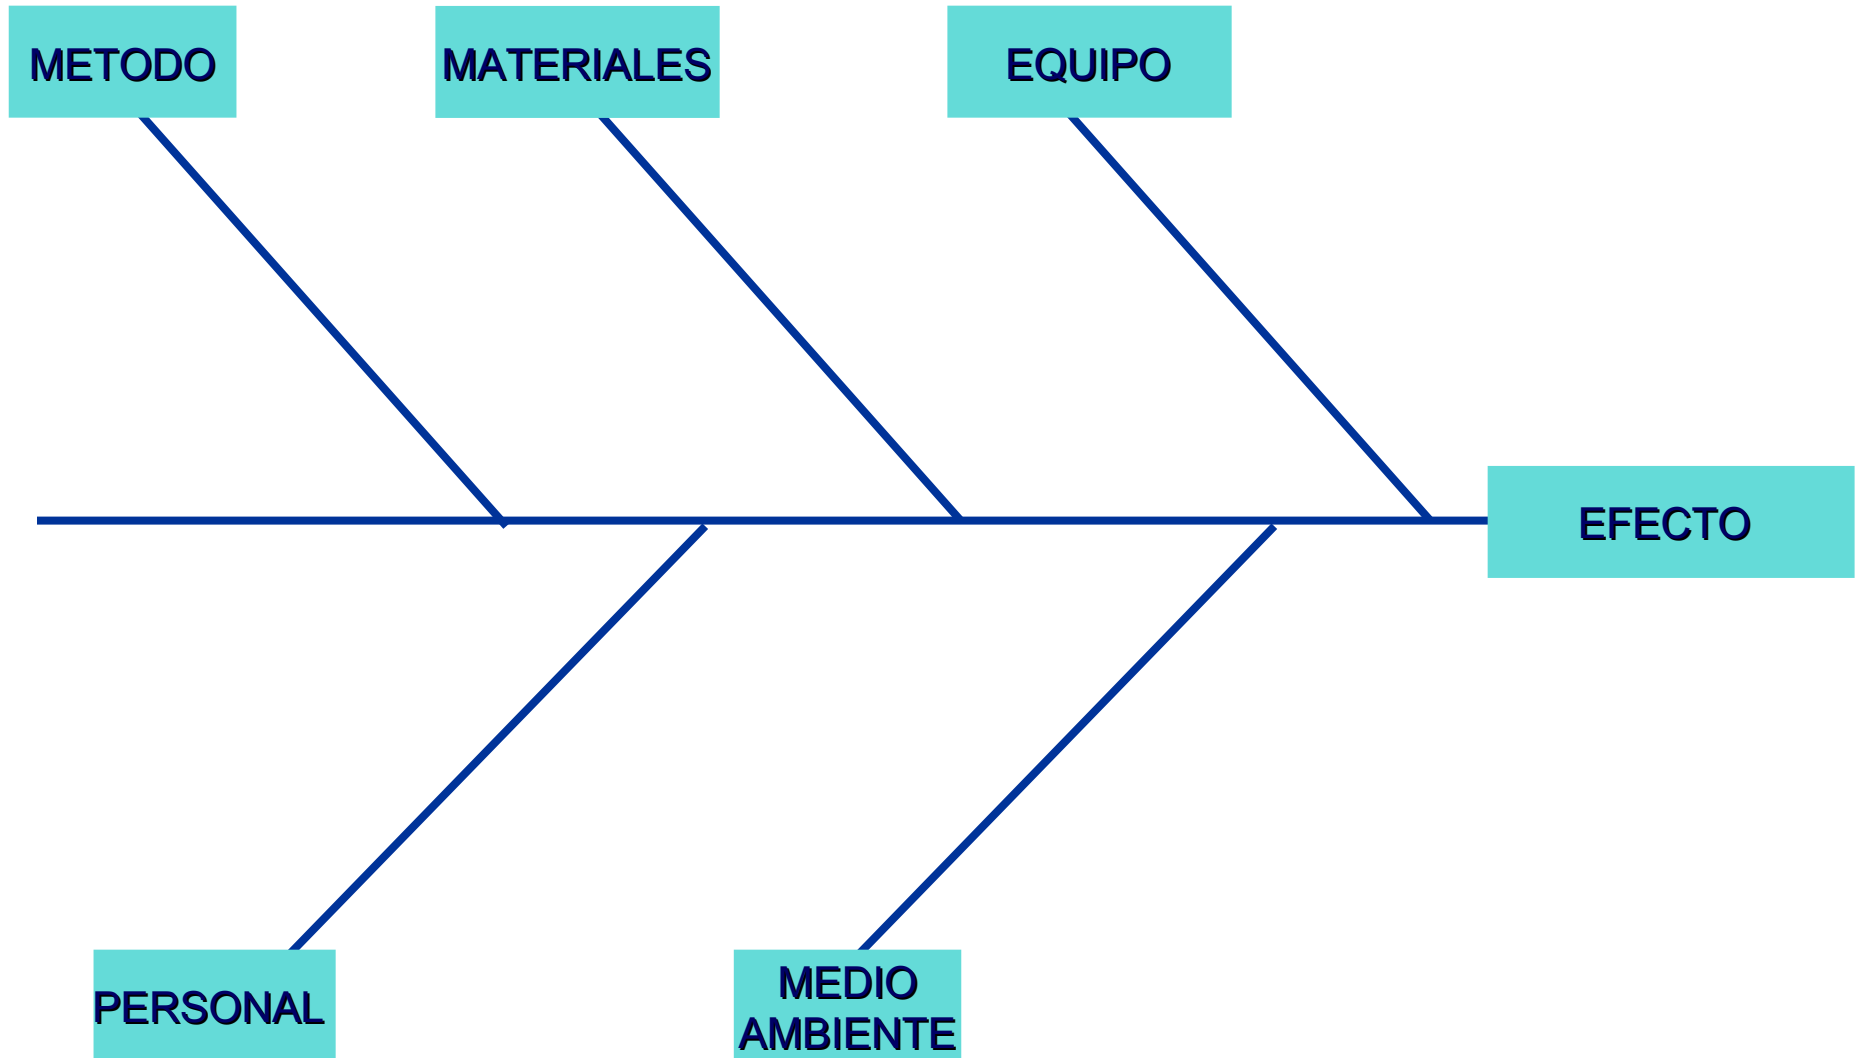 METODO
MATERIALES
EQUIPO
EFECTO
PERSONAL
MEDIO
AMBIENTE